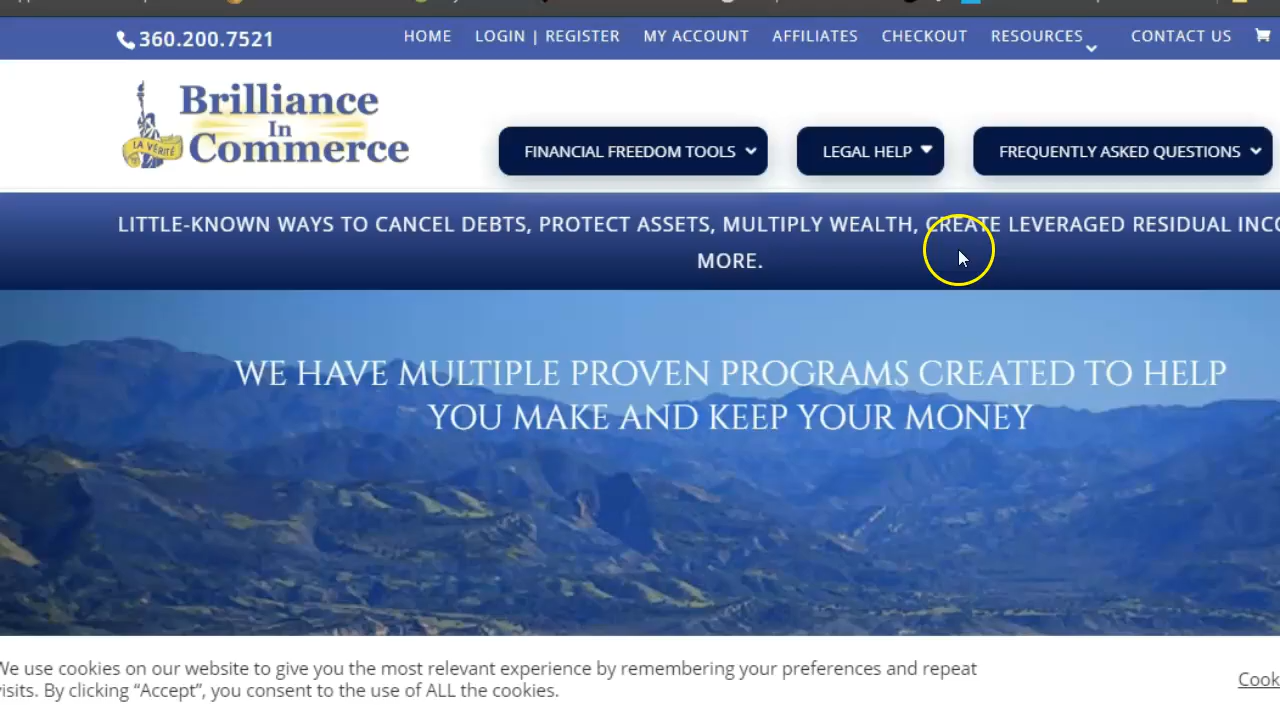 360.200.7521
HOME LOGIN | REGISTER MY ACCOUNT AFFILIATES CHECKOUT RESOURCES CONTACT US
Brilliance
In
Commerce
LA VÉRITÉ
FINANCIAL FREEDOM TOOLS LEGAL HELP FREQUENTLY ASKED QUESTIONS
LITTLE-KNOWN WAYS TO CANCEL DEBTS, PROTECT ASSETS, MULTIPLY WEALTH, CREATE LEVERAGED RESIDUAL
MORE.
WE HAVE MULTIPLE PROVEN PROGRAMS CREATED TO HELP
YOU MAKE AND KEEP YOUR MONEY
We use cookies on our website to give you the most relevant experience by remembering your preferences and repeat
visits. By clicking “Accept”, you consent to the use of ALL the cookies.